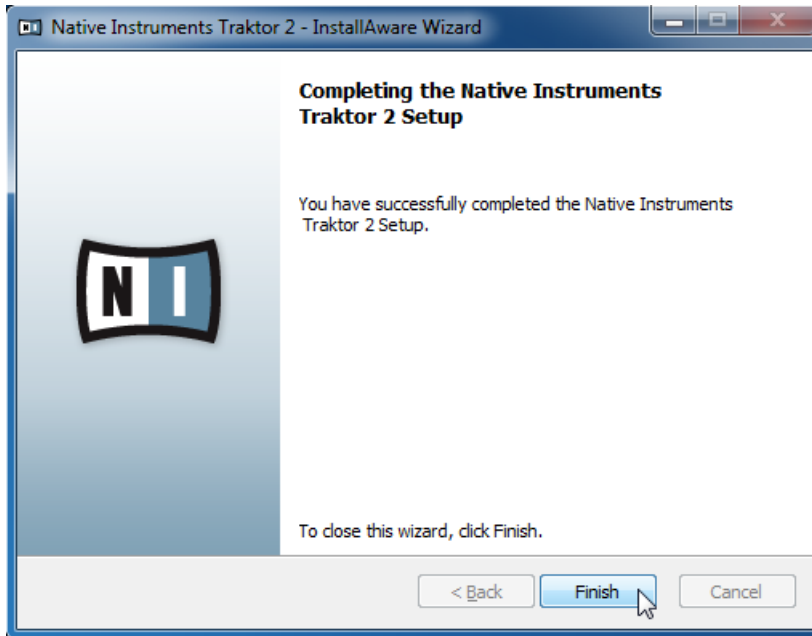 Native Instruments Traktor 2 - InstallAware Wizard
Completing the Native Instruments
Traktor 2 Setup
You have successfully completed the Native Instruments
Traktor 2 Setup.
NI
To close this wizard, click Finish.
< Back
Finish
Cancel